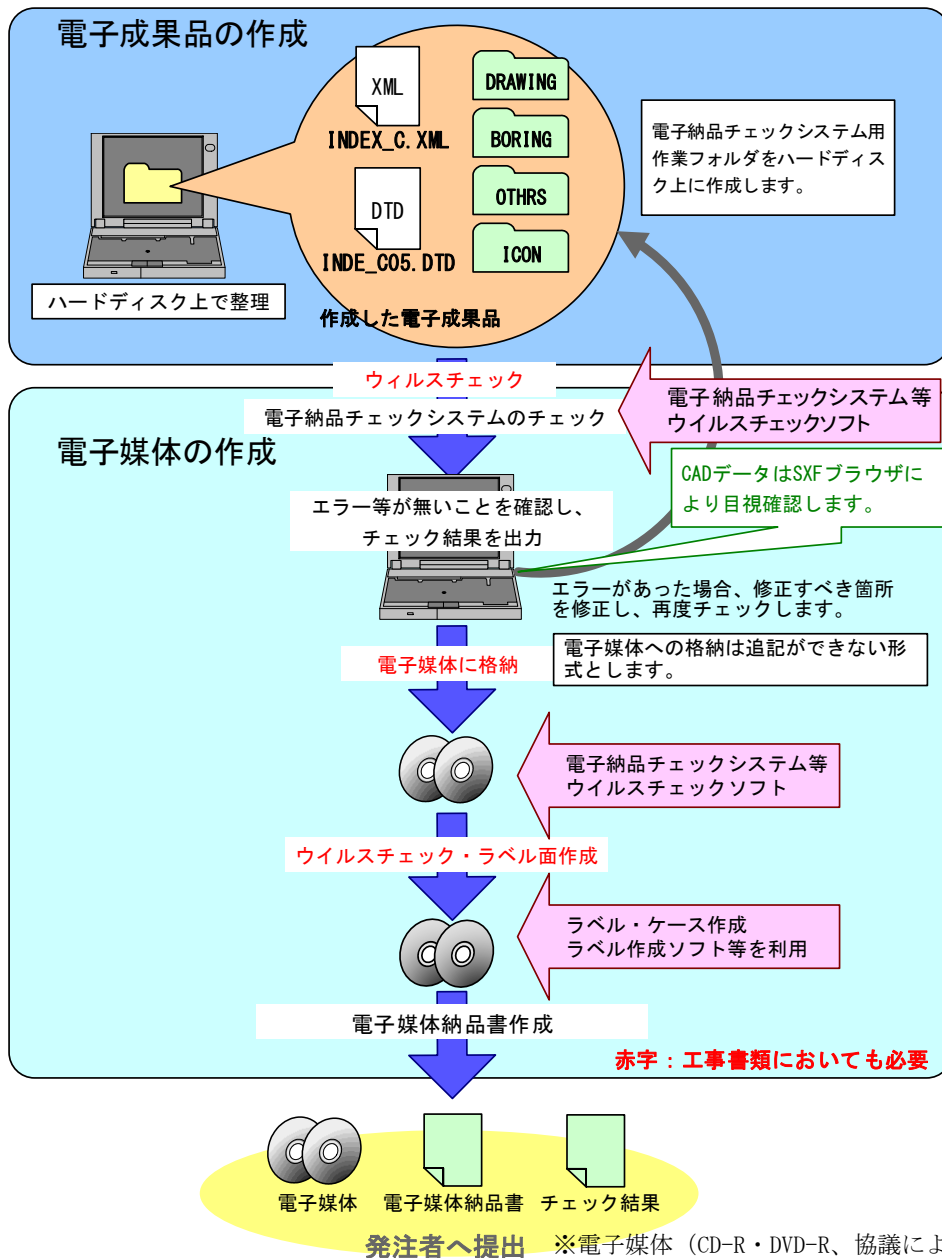 電子成果品の作成
XML
INDEX_C.XML
DTD
INDE_C05.DTD
DRAWING
BORING
OTHRS
ICON
作成した電子成果品
ハードディスク上で整理
電子納品チェックシステム用
作業フォルダをハードディス
ク上に作成します。
ウィルスチェック
電子納品チェックシステムのチェック
電子納品チェックシステム等
ウイルスチェックソフト
電子媒体の作成
CADデータはSXFブラウザに
より目視確認します。
エラー等が無いことを確認し、
チェック結果を出力
エラーがあった場合、修正すべき箇所
を修正し、再度チェックします。
電子媒体に格納
電子媒体への格納は追記ができない形
式とします。
電子納品チェックシステム等
ウイルスチェックソフト
ウイルスチェック・ラベル面作成
ラベル・ケース作成
ラベル作成ソフト等を利用
電子媒体納品書作成
赤字：工事書類においても必要
電子媒体
電子媒体納品書
チェック結果
発注者へ提出
※電子媒体（CD-R・DVD-R、協議によ